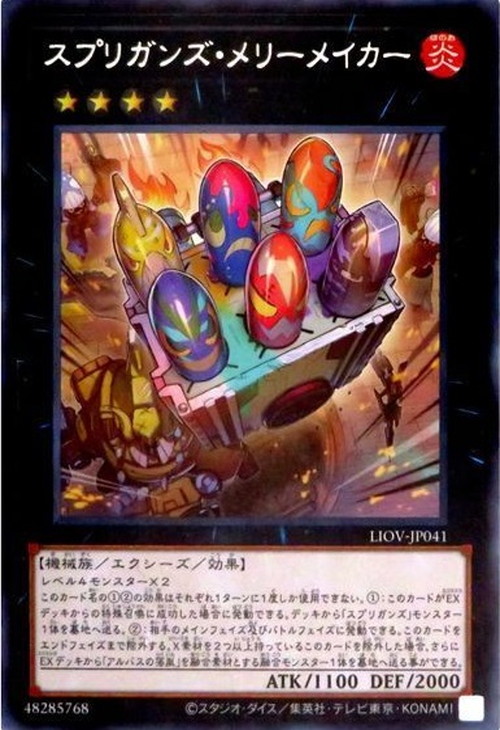 スプリガンズ・メリーメイカー 炎
LIOV-JP041
【機械族/エクシーズ/効果】
レベル4モンスター×2
このカード名の①②の効果はそれぞれ1ターンに1度しか使用できない。①:このカードがEX
デッキからの特殊召喚に成功した場合に発動できる。デッキから「スプリガンズ」モンスター
1体を墓地へ送る。②:相手のメインフェイズ及びバトルフェイズに発動できる。このカードを
エンドフェイズまで除外する。X素材を2つ以上持っているこのカードを除外した場合、さらに
EXデッキから「アルバスの落胤」を融合素材とする融合モンスター1体を墓地へ送る事ができる。
ATK/1100 DEF/2000
48285768 ©スタジオ・ダイス/集英社・テレビ東京・KONAMI